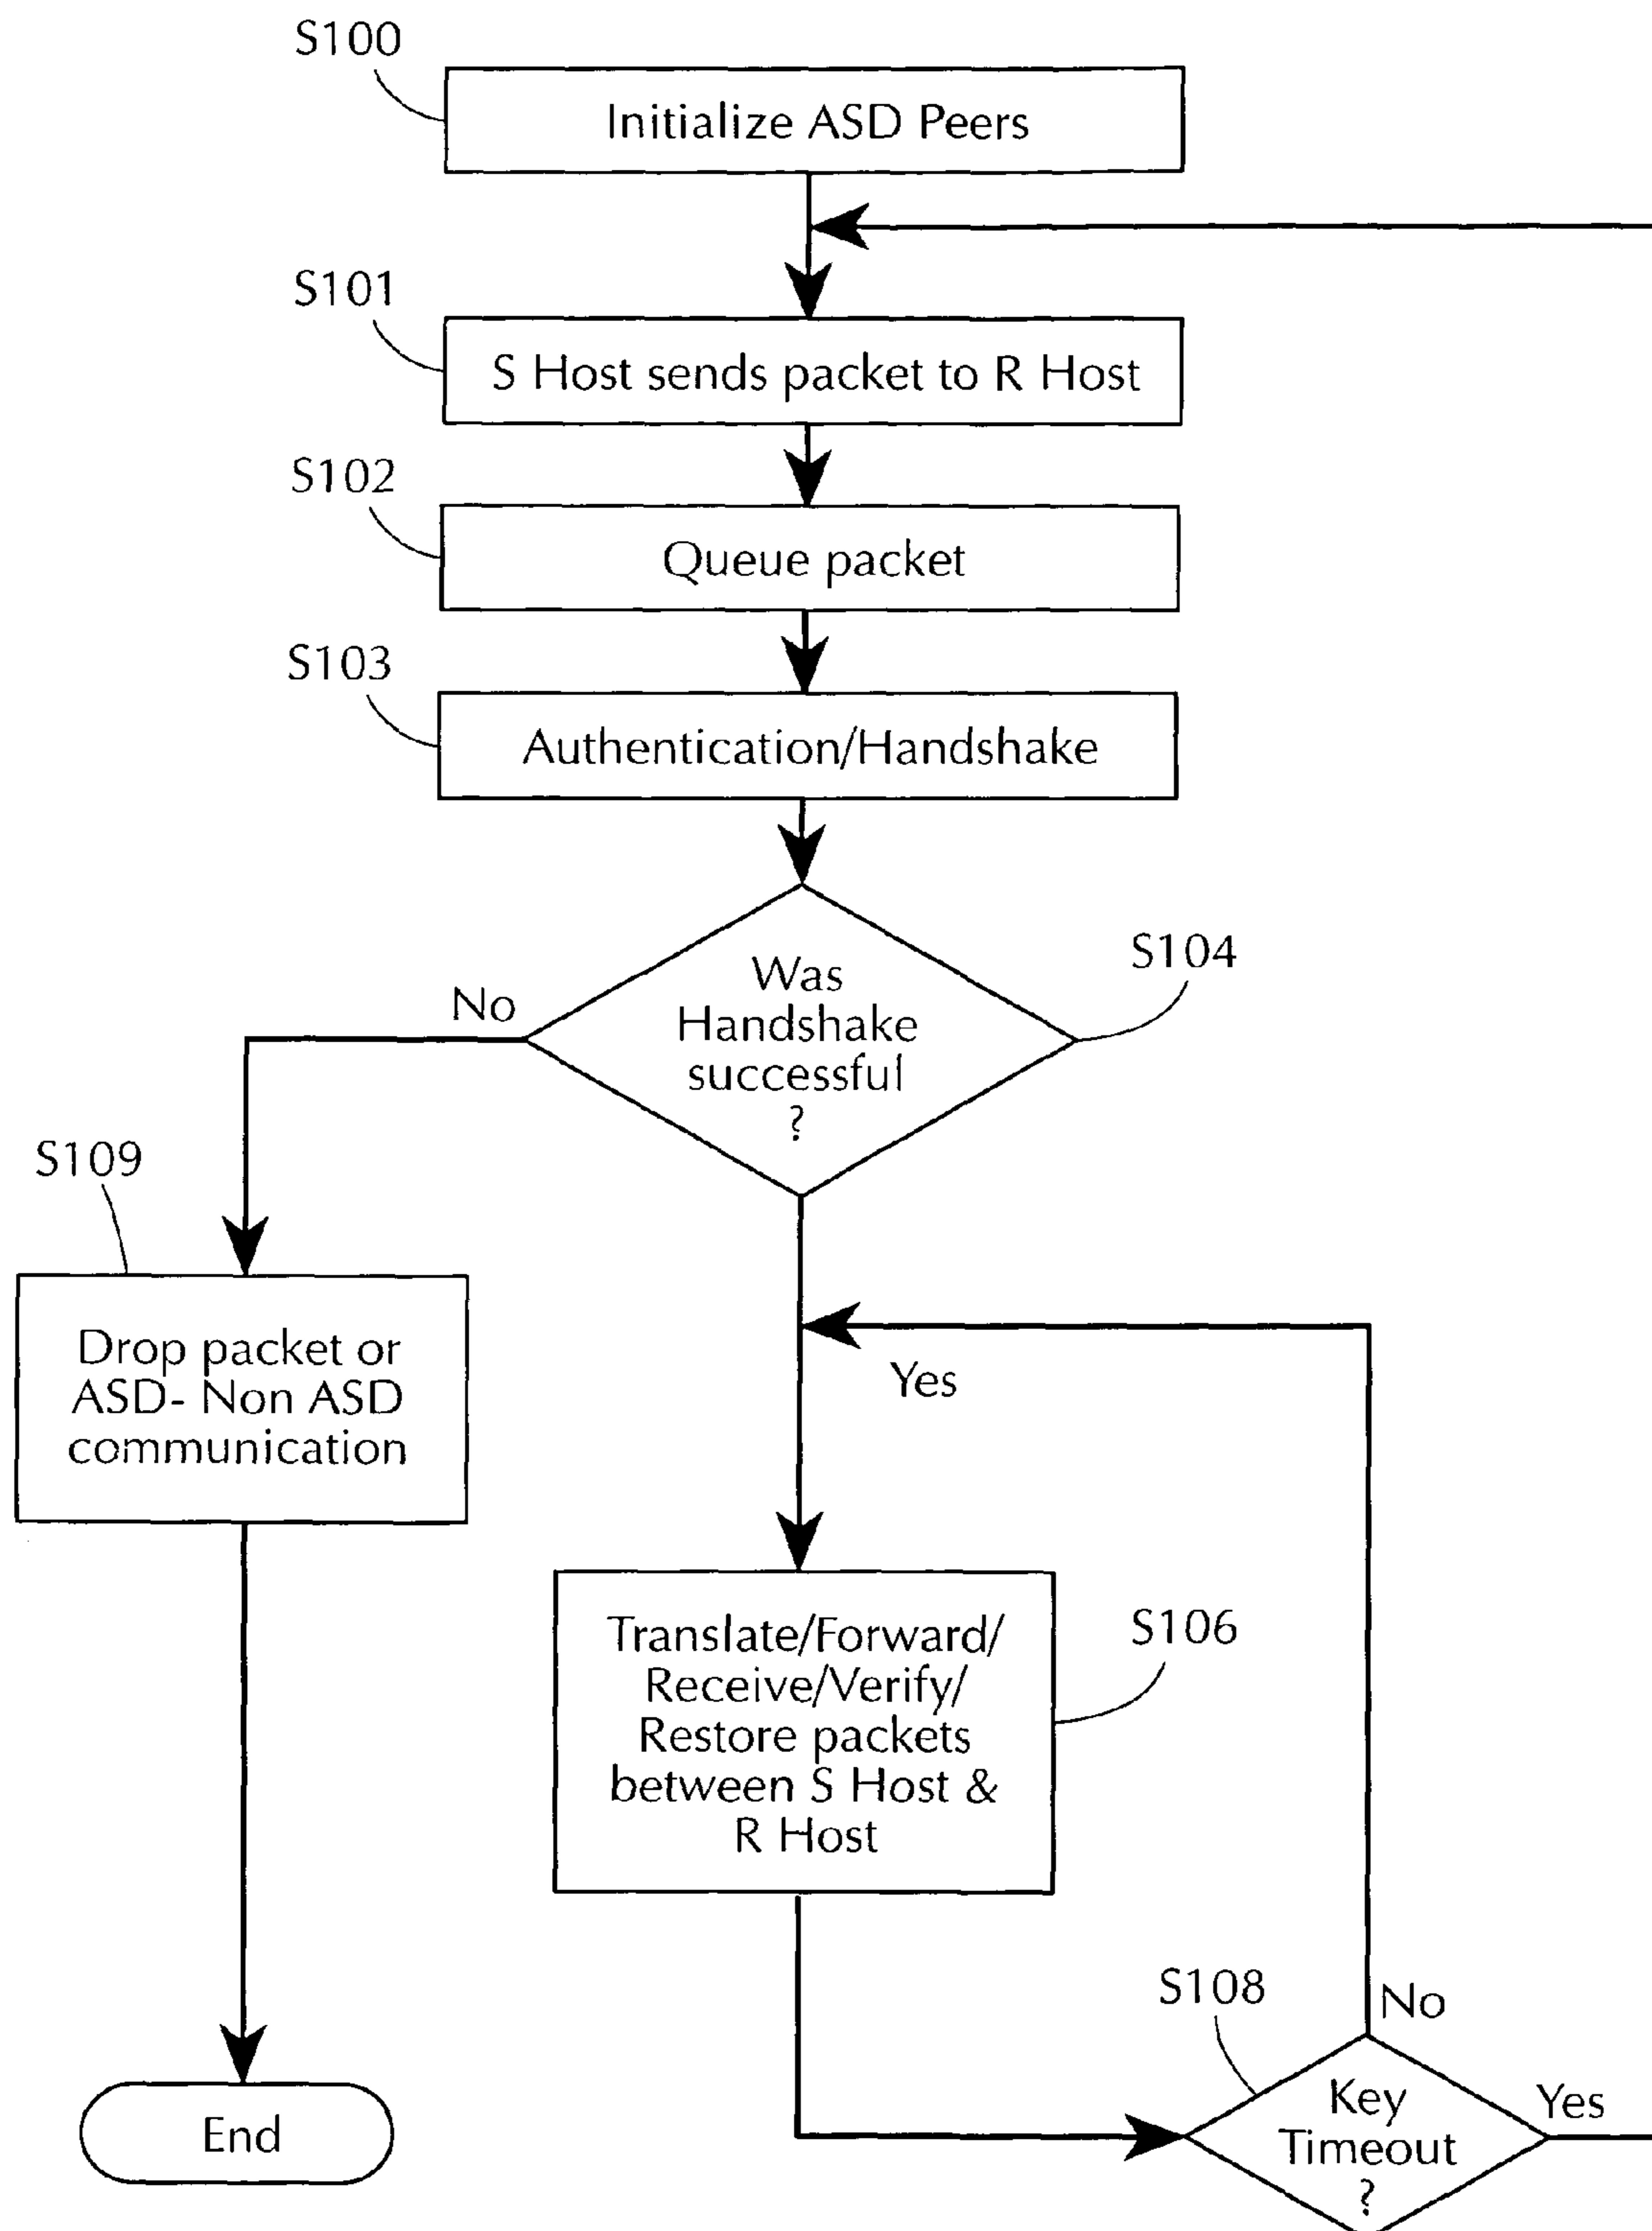 S100
Initialize ASD Peers
S101
S Host sends packet to R Host
S102
Queue packet
S103
Authentication/Handshake
S104
Was
Handshake
successful
?
No
S109
Drop packet or
ASD- Non ASD
communication
Yes
Translate/Forward/
Receive/Verify/
Restore packets
between S Host &
R Host
S106
S108
No
Key
Timeout
?
Yes
End